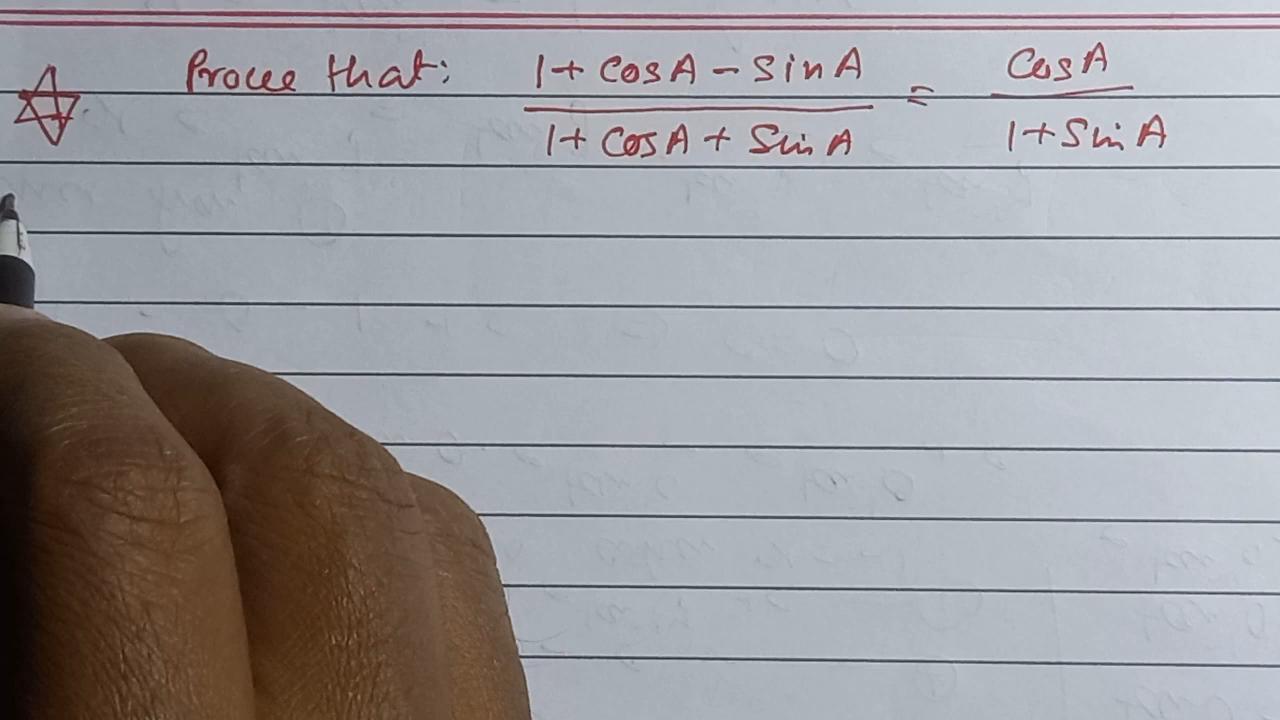 Prove that: (1 + cosA - sinA) / (1 + cosA + sinA) = cosA / (1 + sinA)